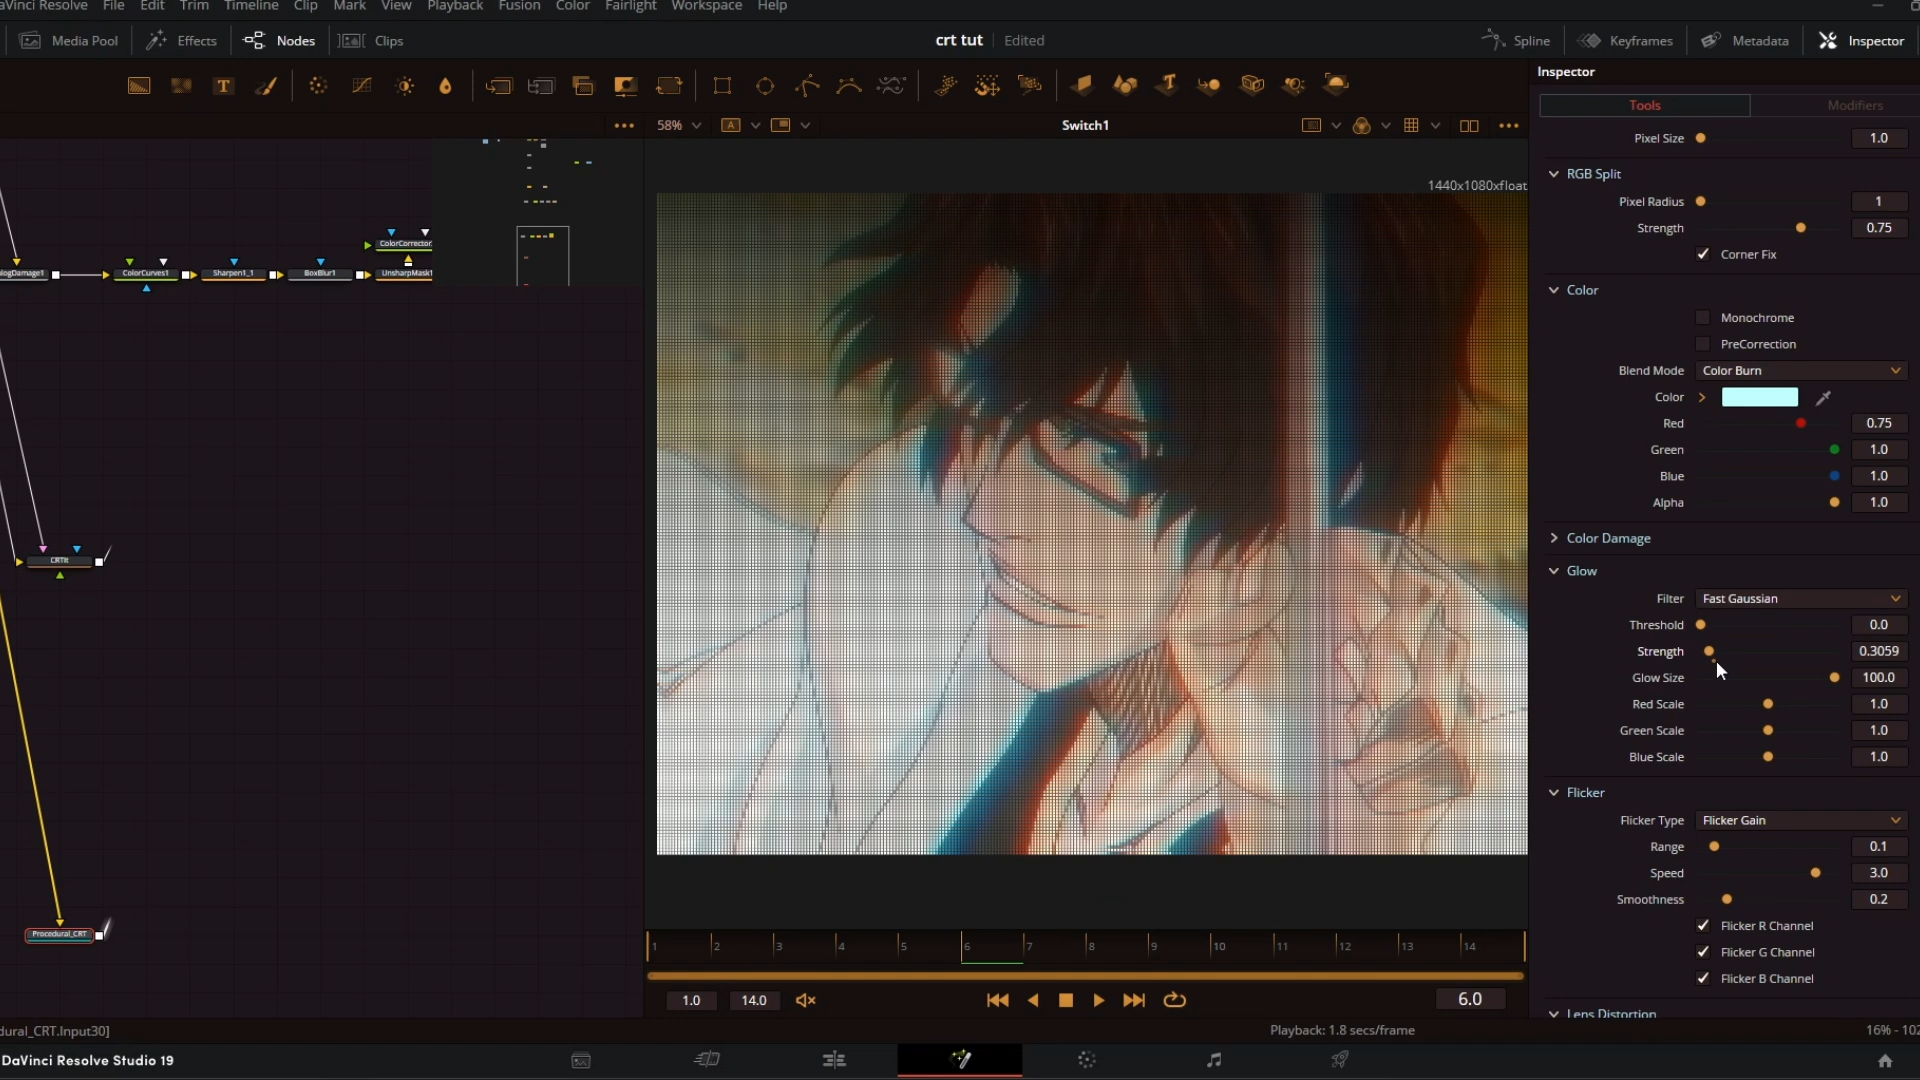 aVinci Resolve File Edit Trim Timeline Clip Mark View Playback Fusion Color Fairlight Workspace Help
Media Pool Effects Nodes Clips crt tut Edited Spline Keyframes Metadata Inspector
Inspector
Tools Modifiers
58% A Switch1
Pixel Size 1.0
1440x1080xfloat
RGB Split
Pixel Radius 1
Strength 0.75
Corner Fix
ColorCorrector
logDamage1 ColorCurves1 Sharpen1_1 BoxBlur1 UnsharpMask1
Color
Monochrome
PreCorrection
Blend Mode Color Burn
Color
Red 0.75
Green 1.0
Blue 1.0
Alpha 1.0
Color Damage
CRTit
Glow
Filter Fast Gaussian
Threshold 0.0
Strength 0.3059
Glow Size 100.0
Red Scale 1.0
Green Scale 1.0
Blue Scale 1.0
Flicker
Flicker Type Flicker Gain
Range 0.1
Speed 3.0
Smoothness 0.2
Flicker R Channel
Flicker G Channel
Flicker B Channel
Lens Distortion
Procedural_CRT
1 2 3 4 5 6 7 8 9 10 11 12 13 14
1.0 14.0 6.0
dural_CRT.Input30] Playback: 1.8 secs/frame 16% - 102
DaVinci Resolve Studio 19